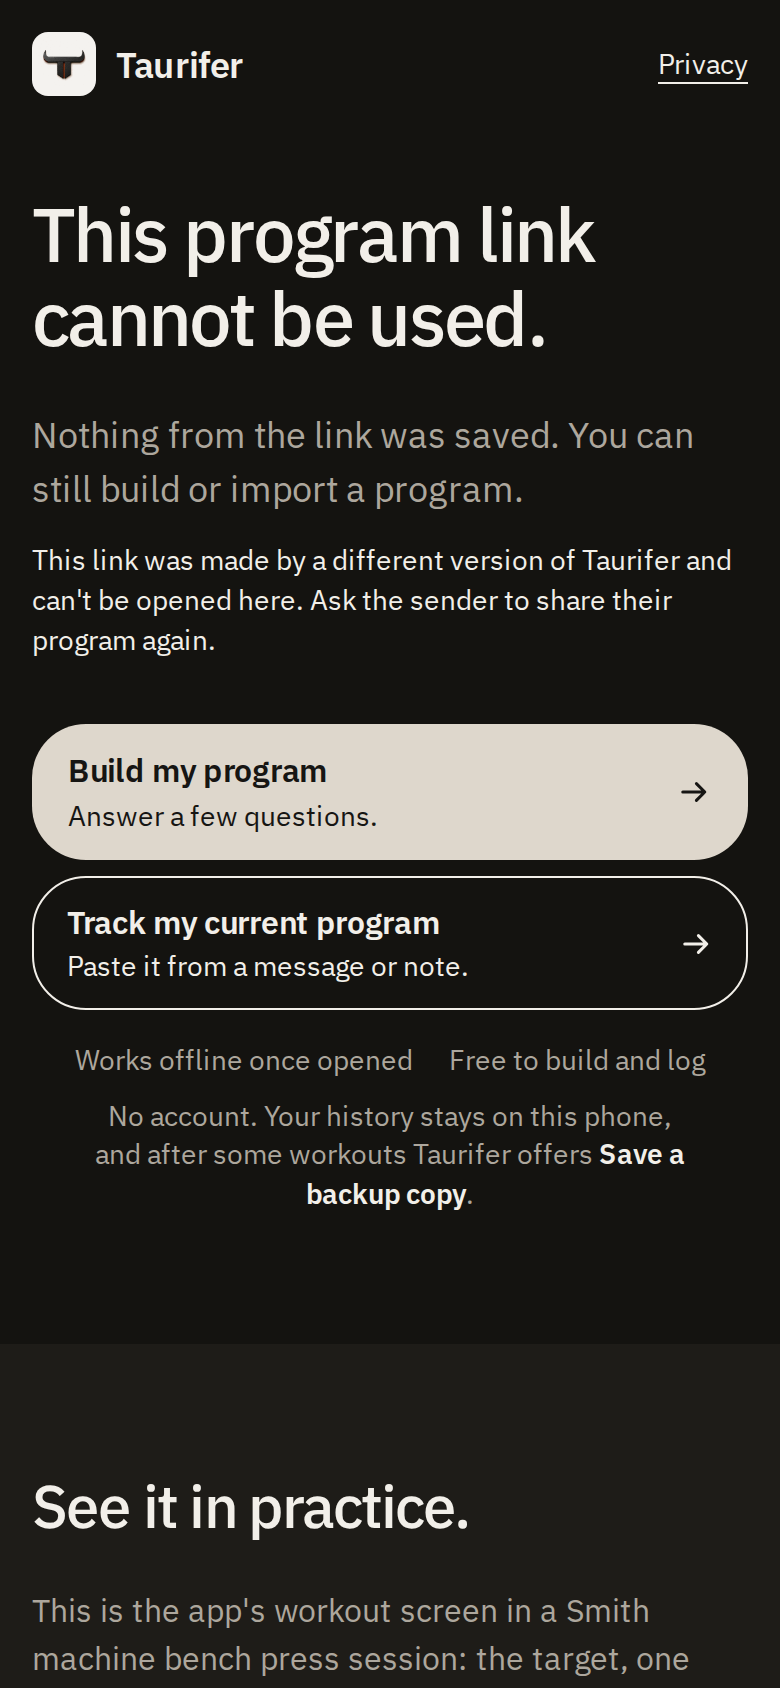 Taurifer
Privacy
This program link
cannot be used.
Nothing from the link was saved. You can
still build or import a program.
This link was made by a different version of Taurifer and
can't be opened here. Ask the sender to share their
program again.
Build my program
Answer a few questions.
Track my current program
Paste it from a message or note.
Works offline once opened
Free to build and log
No account. Your history stays on this phone,
and after some workouts Taurifer offers Save a
backup copy.
See it in practice.
This is the app's workout screen in a Smith
machine bench press session: the target, one